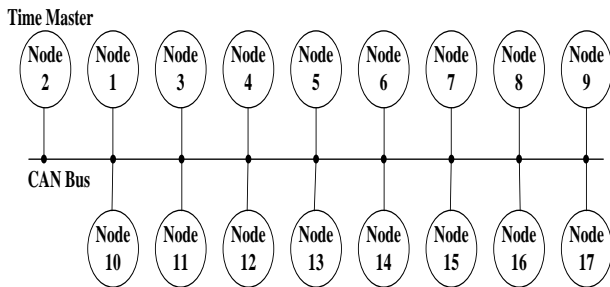 Time Master
Node
2
Node
1
Node
3
Node
4
Node
5
Node
6
Node
7
Node
8
Node
9
CAN Bus
Node
10
Node
11
Node
12
Node
13
Node
14
Node
15
Node
16
Node
17